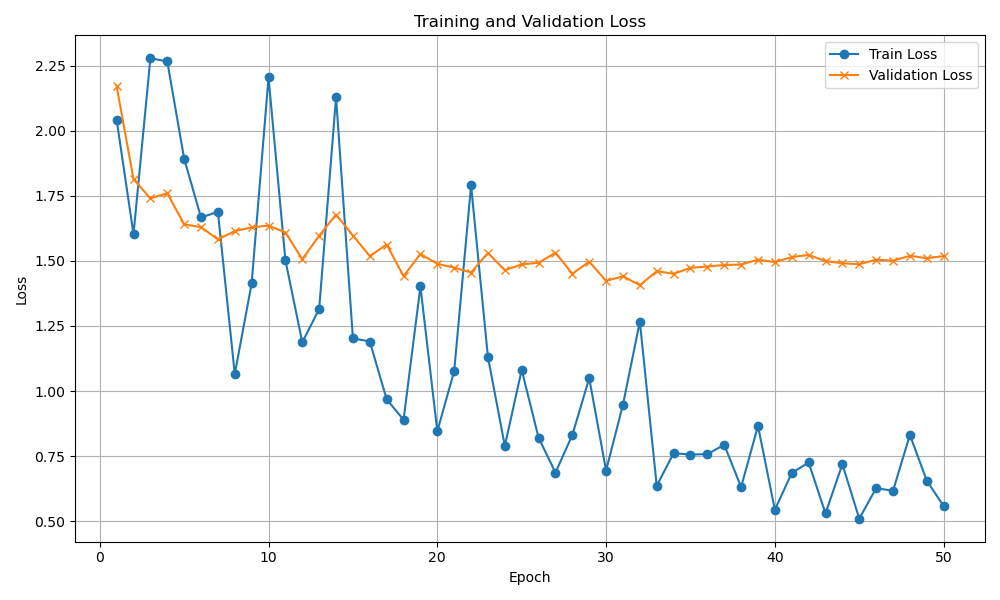 Training and Validation Loss
Train Loss
Validation Loss
2.25
2.00
1.75
1.50
1.25
1.00
0.75
0.50
Loss
0 10 20 30 40 50
Epoch